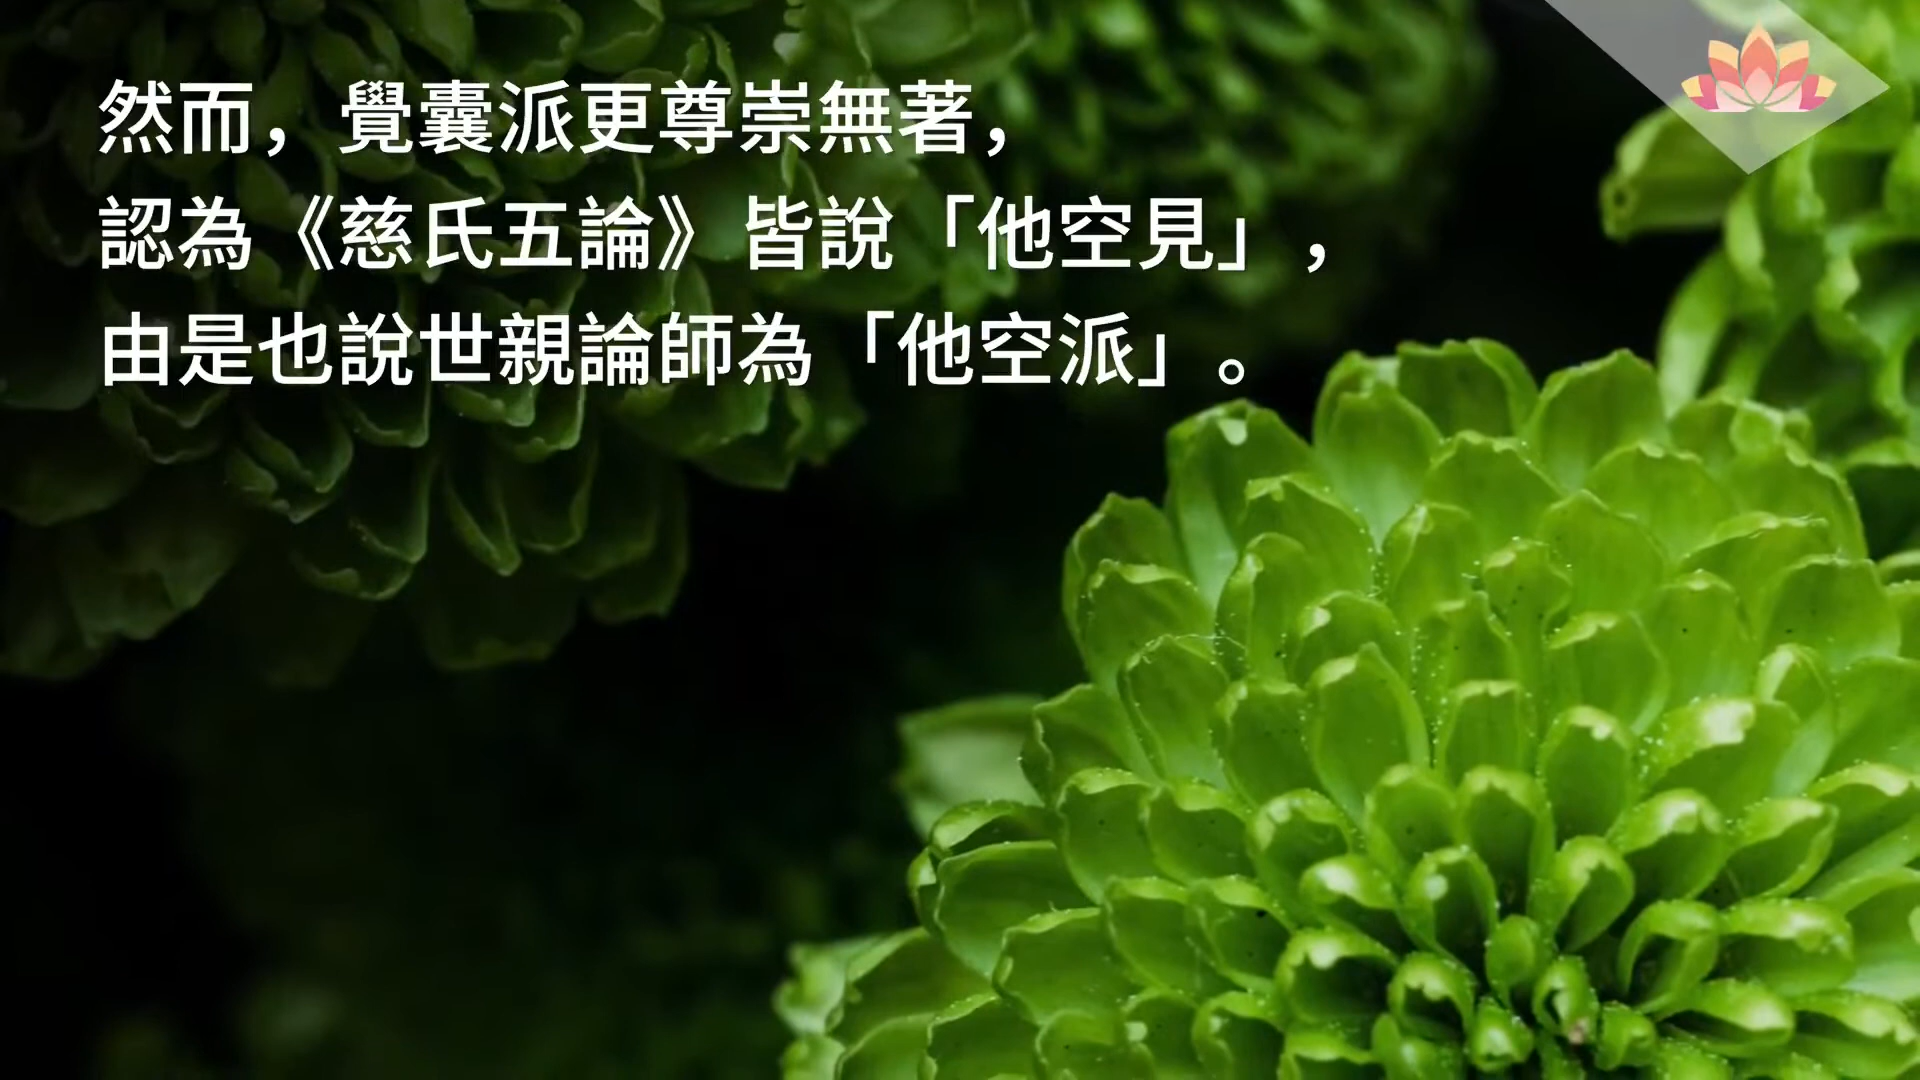 然而，覺囊派更尊崇無著，
認為《慈氏五論》皆說「他空見」，
由是也說世親論師為「他空派」。